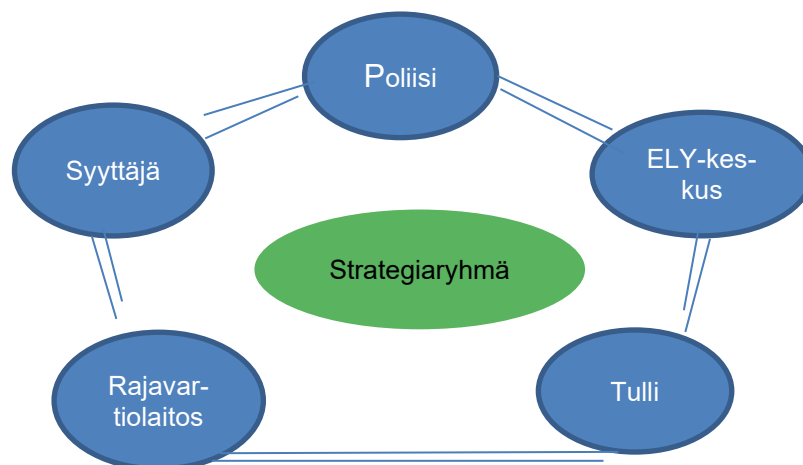 Poliisi
Syyttäjä
ELY-kes-
kus
Strategiaryhmä
Rajavar-
tiolaitos
Tulli